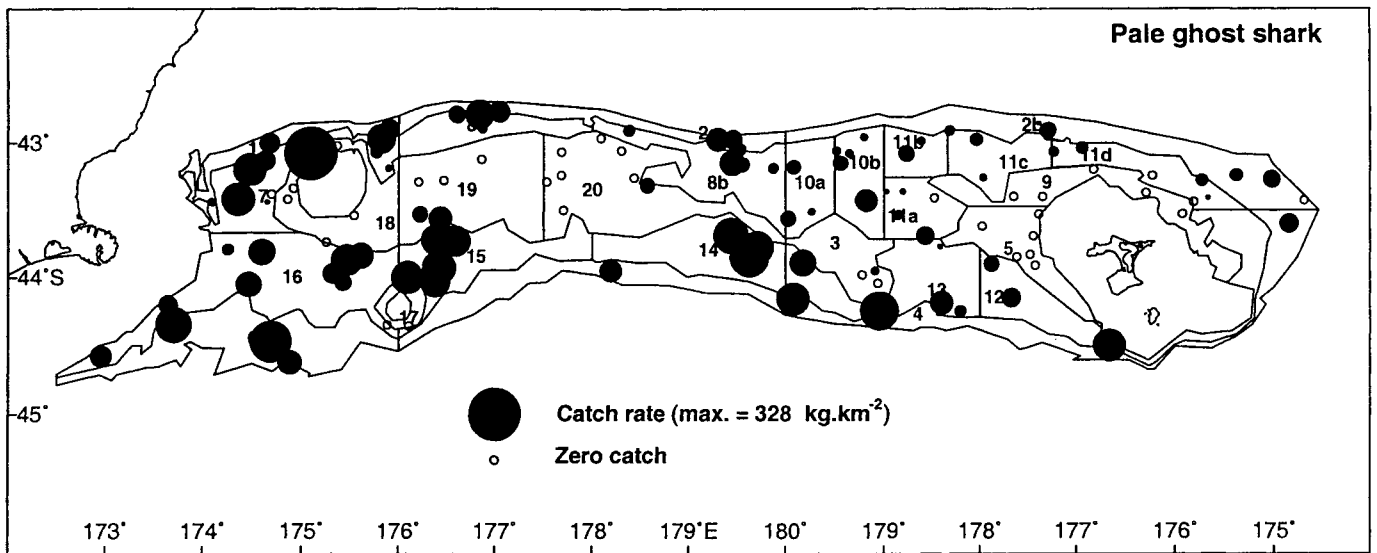 Pale ghost shark
43°
44°S
45°
1
2
2b
7
18
19
20
8b
10a
10b
11b
11a
11c
11d
9
16
15
17
14
3
13
4
5
12
Catch rate (max. = 328 kg.km-2)
Zero catch
173° 174° 175° 176° 177° 178° 179°E 180° 179° 178° 177° 176° 175°